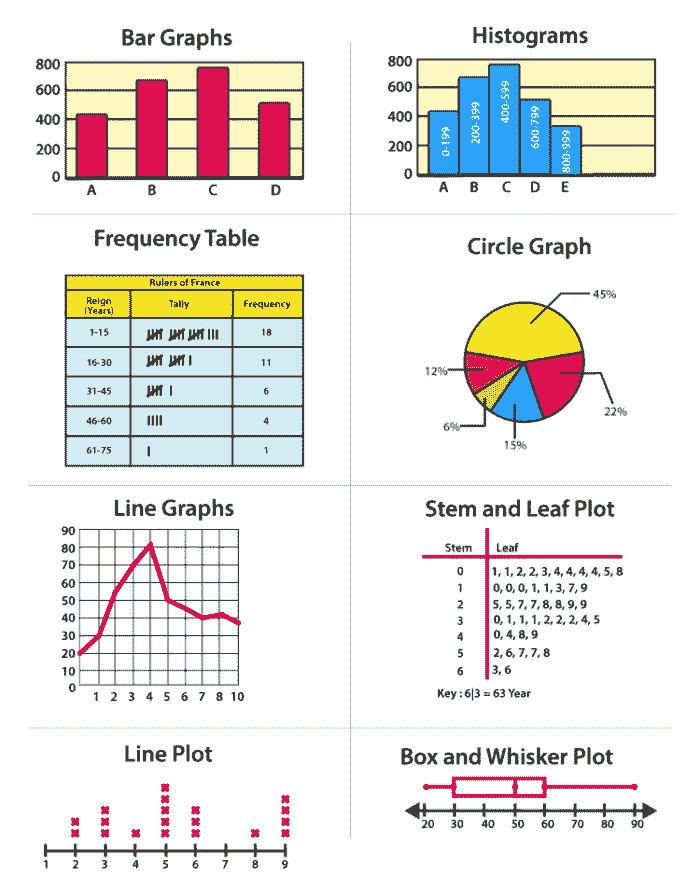 Bar Graphs
800
600
400
200
0
A B C D
Histograms
800
600
400
200
0
0-199
200-399
400-599
600-799
800-999
A B C D E
Frequency Table
Rulers of France
Reign (Years) Tally Frequency
1-15 18
16-30 11
31-45 6
46-60 4
61-75 1
Circle Graph
45%
12%
22%
6%
15%
Line Graphs
90
80
70
60
50
40
30
20
10
0
1 2 3 4 5 6 7 8 10
Stem and Leaf Plot
Stem Leaf
0 1, 1, 2, 2, 3, 4, 4, 4, 4, 5, 8
1 0, 0, 0, 1, 1, 3, 7, 9
2 5, 5, 7, 7, 8, 8, 9, 9
3 0, 1, 1, 1, 2, 2, 2, 4, 5
4 0, 4, 8, 9
5 2, 6, 7, 7, 8
6 3, 6
Key : 6|3 = 63 Year
Line Plot
1 2 3 4 5 6 7 8 9
Box and Whisker Plot
20 30 40 50 60 70 80 90